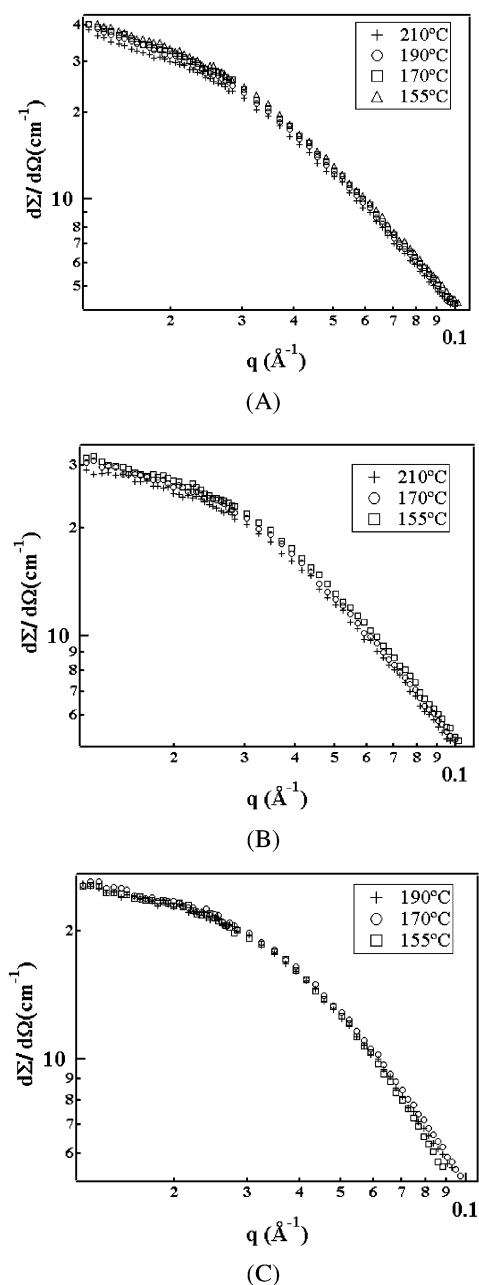 4
3
2
10
9
8
7
6
5
dΣ/dΩ(cm⁻¹)
+ 210°C
○ 190°C
□ 170°C
△ 155°C
2 3 4 5 6 7 8 9
0.1
q (Å⁻¹)
(A)
3
2
10
9
8
7
6
dΣ/dΩ(cm⁻¹)
+ 210°C
○ 170°C
□ 155°C
2 3 4 5 6 7 8 9
0.1
q (Å⁻¹)
(B)
2
10
9
8
7
6
dΣ/dΩ(cm⁻¹)
+ 190°C
○ 170°C
□ 155°C
2 3 4 5 6 7 8 9
0.1
q (Å⁻¹)
(C)